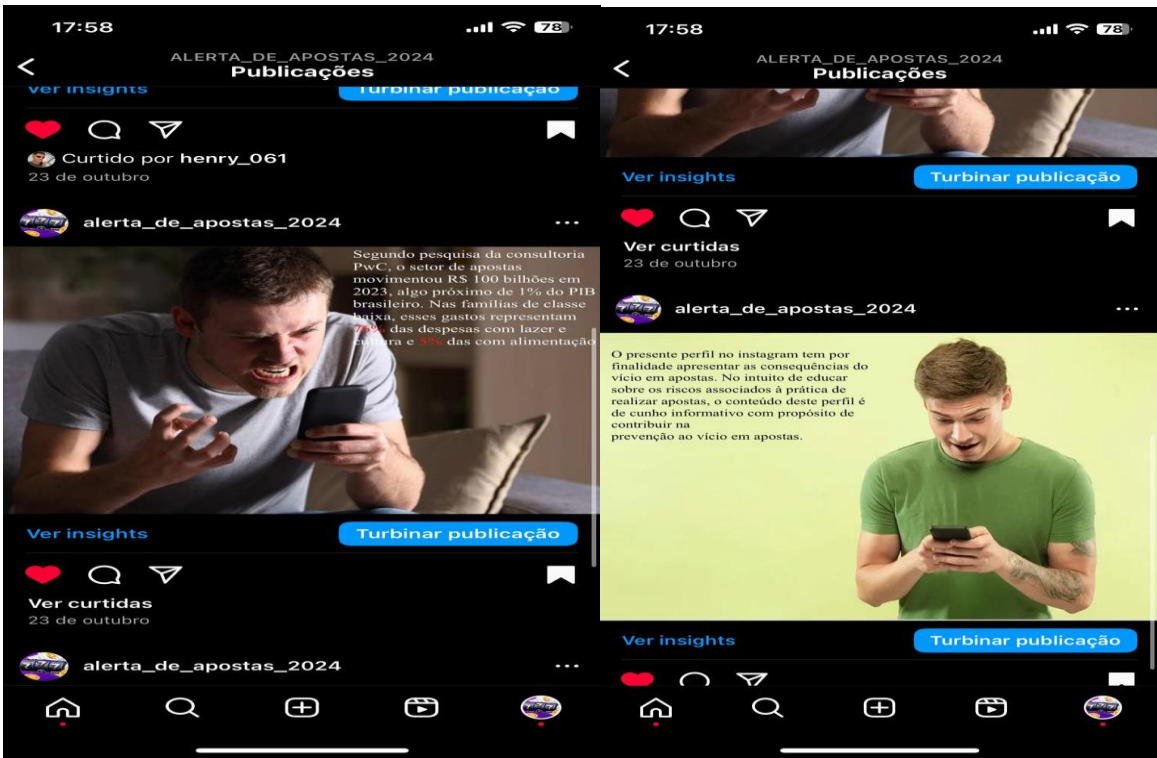 17:58
78
ALERTA_DE_APOSTAS_2024
Publicações
Ver insights
Turbinar publicação
Curtido por henry_061
23 de outubro
alerta_de_apostas_2024
Segundo pesquisa da consultoria
PwC, o setor de apostas
movimentou R$ 100 bilhões em
2023, algo próximo de 1% do PIB
brasileiro. Nas famílias de classe
baixa, esses gastos representam
76% das despesas com lazer e
cultura e 5% das com alimentação
Ver insights
Turbinar publicação
Ver curtidas
23 de outubro
alerta_de_apostas_2024
17:58
78
ALERTA_DE_APOSTAS_2024
Publicações
Ver insights
Turbinar publicação
Ver curtidas
23 de outubro
alerta_de_apostas_2024
O presente perfil no instagram tem por
finalidade apresentar as consequências do
vício em apostas. No intuito de educar
sobre os riscos associados à prática de
realizar apostas, o conteúdo deste perfil é
de cunho informativo com propósito de
contribuir na
prevenção ao vício em apostas.
Ver insights
Turbinar publicação